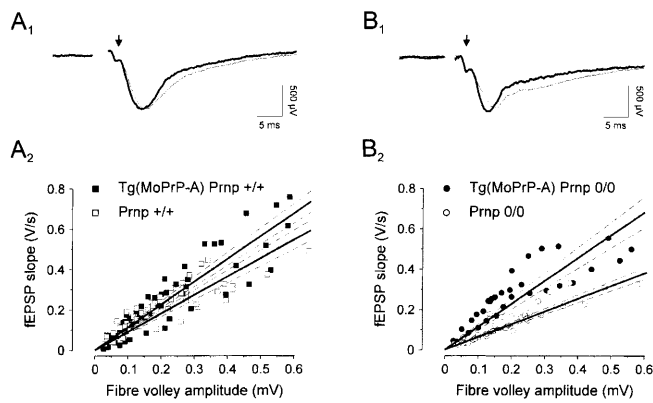 A1
B1
500 µV
5 ms
500 µV
5 ms
A2
B2
0.8
0.6
0.4
0.2
0
fEPSP slope (V/s)
Tg(MoPrP-A) Prnp +/+
Prnp +/+
0 0.1 0.2 0.3 0.4 0.5 0.6
Fibre volley amplitude (mV)
0.8
0.6
0.4
0.2
0
fEPSP slope (V/s)
Tg(MoPrP-A) Prnp 0/0
Prnp 0/0
0 0.1 0.2 0.3 0.4 0.5 0.6
Fibre volley amplitude (mV)